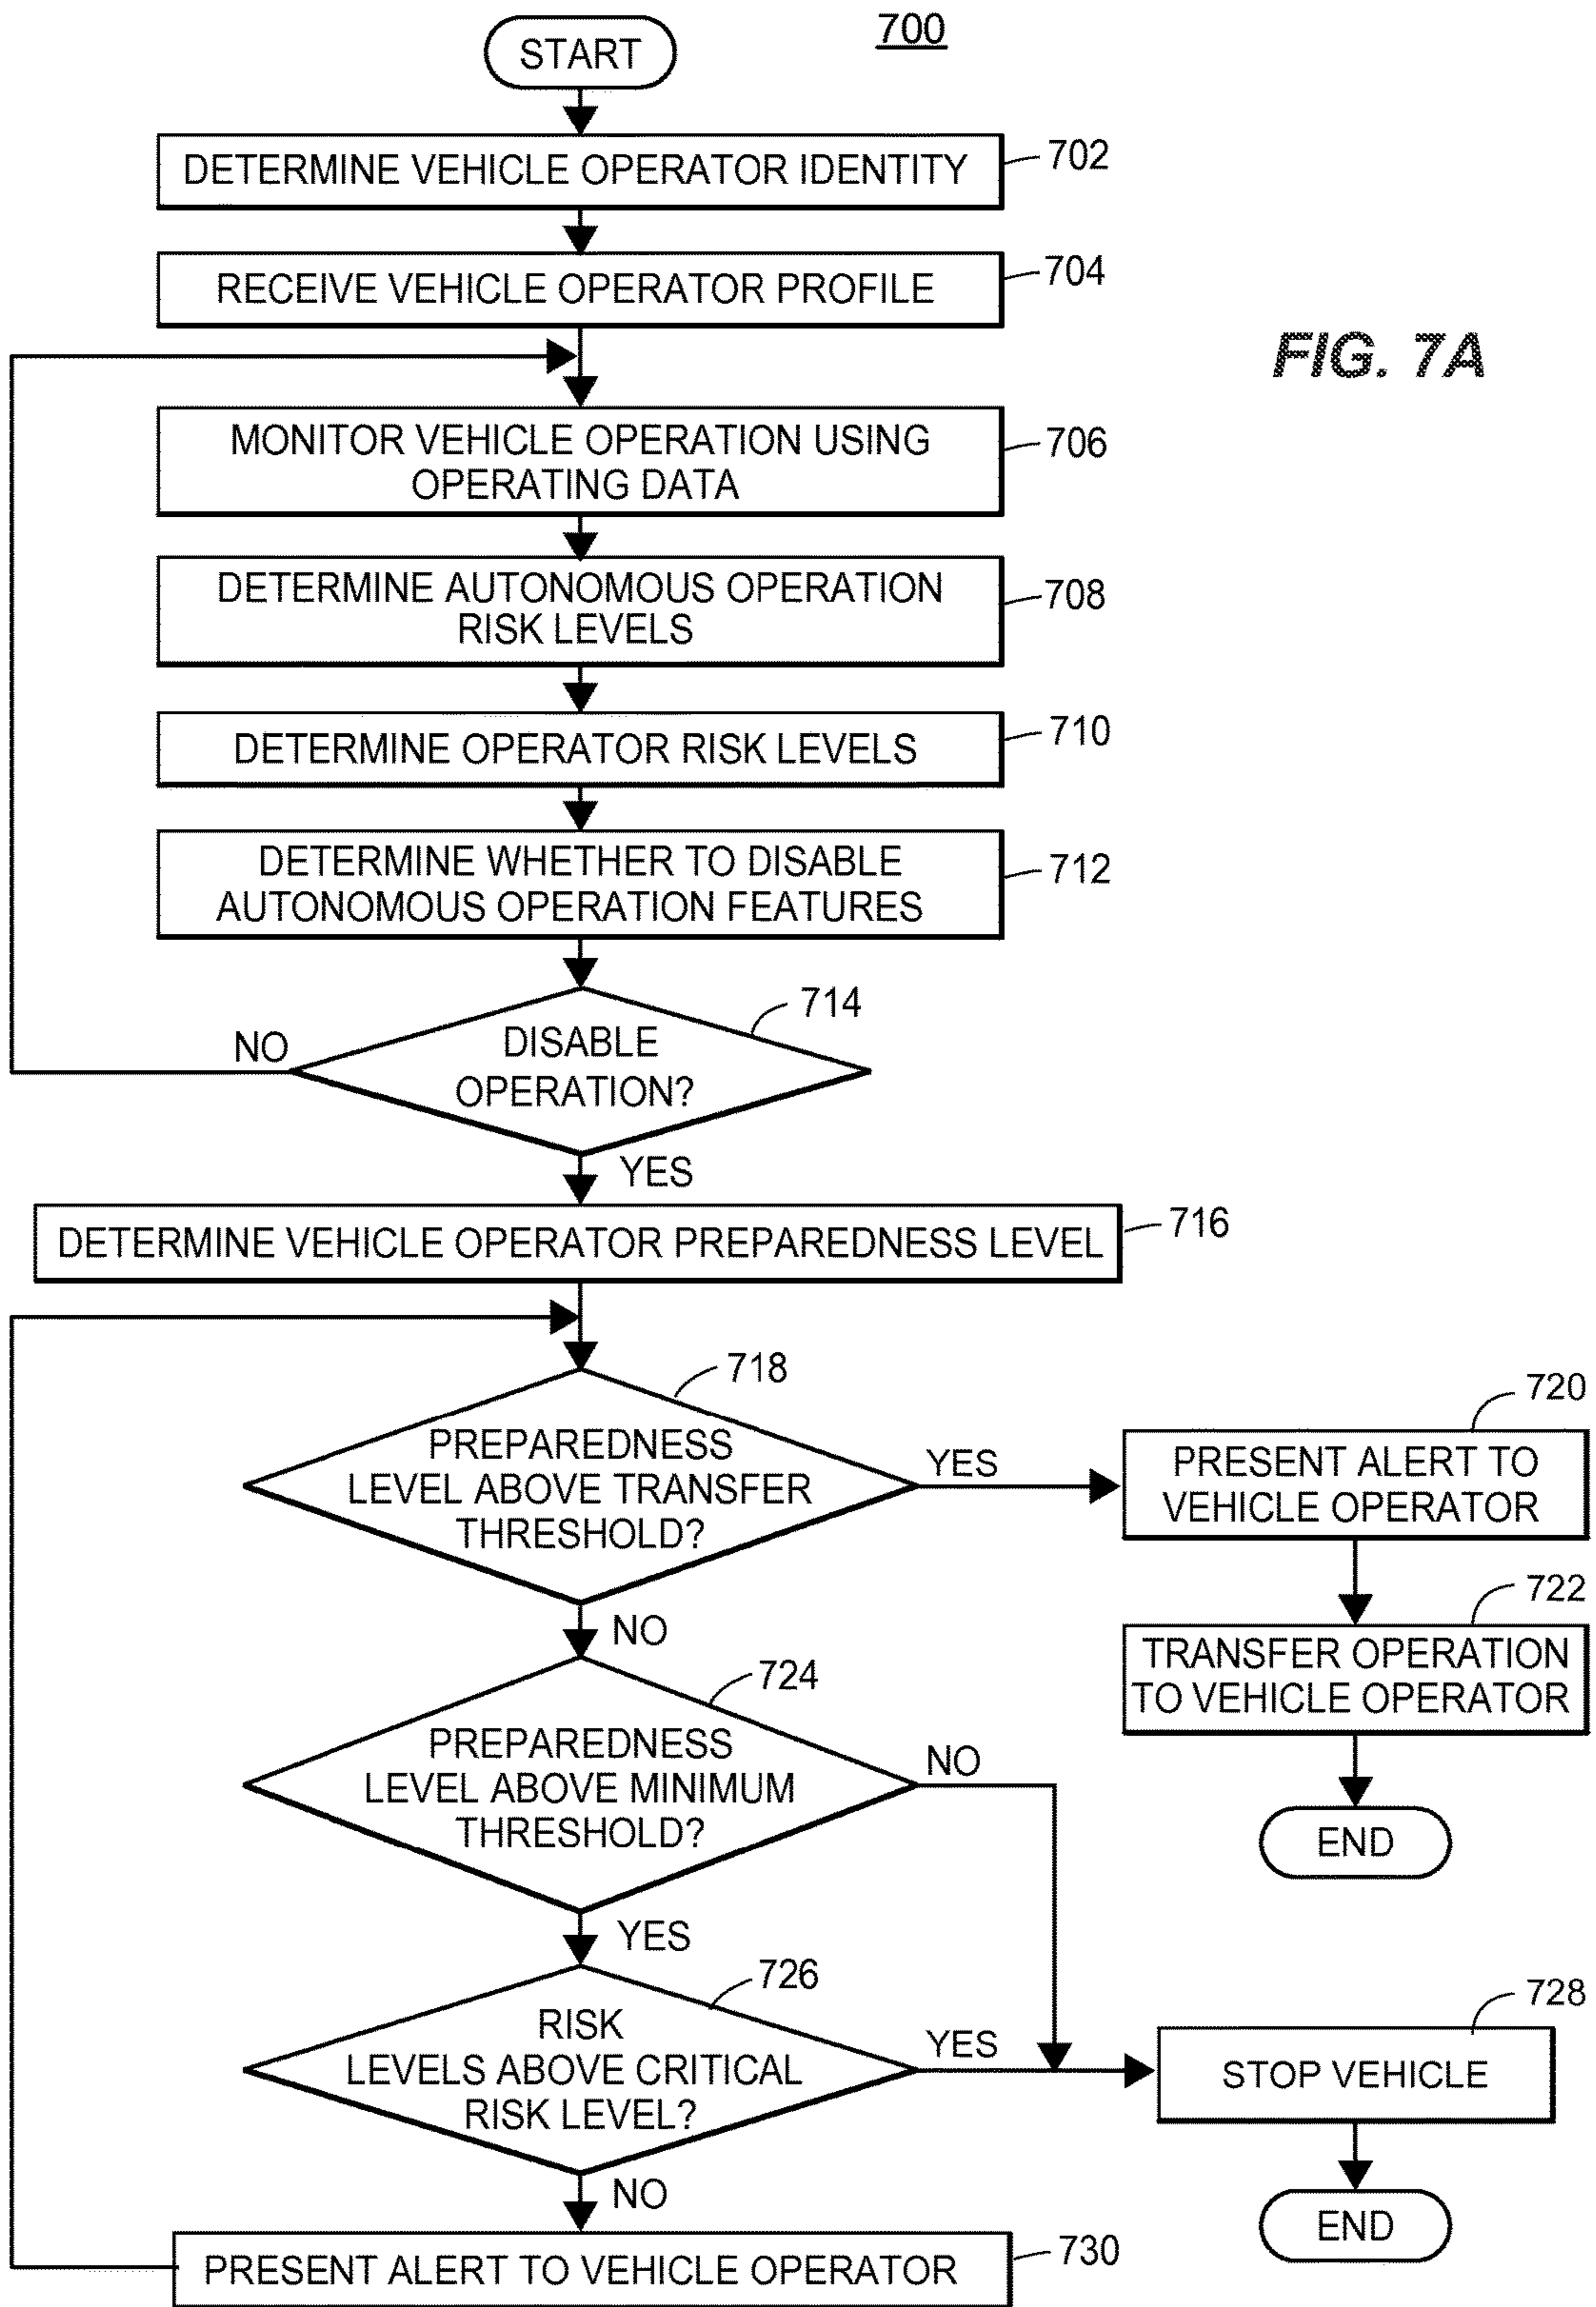 700
START
DETERMINE VEHICLE OPERATOR IDENTITY
702
RECEIVE VEHICLE OPERATOR PROFILE
704
FIG. 7A
MONITOR VEHICLE OPERATION USING
OPERATING DATA
706
DETERMINE AUTONOMOUS OPERATION
RISK LEVELS
708
DETERMINE OPERATOR RISK LEVELS
710
DETERMINE WHETHER TO DISABLE
AUTONOMOUS OPERATION FEATURES
712
714
DISABLE
OPERATION?
NO
YES
DETERMINE VEHICLE OPERATOR PREPAREDNESS LEVEL
716
718
PREPAREDNESS
LEVEL ABOVE TRANSFER
THRESHOLD?
YES
720
PRESENT ALERT TO
VEHICLE OPERATOR
722
TRANSFER OPERATION
TO VEHICLE OPERATOR
END
NO
724
PREPAREDNESS
LEVEL ABOVE MINIMUM
THRESHOLD?
NO
YES
726
RISK
LEVELS ABOVE CRITICAL
RISK LEVEL?
YES
728
STOP VEHICLE
END
NO
PRESENT ALERT TO VEHICLE OPERATOR
730